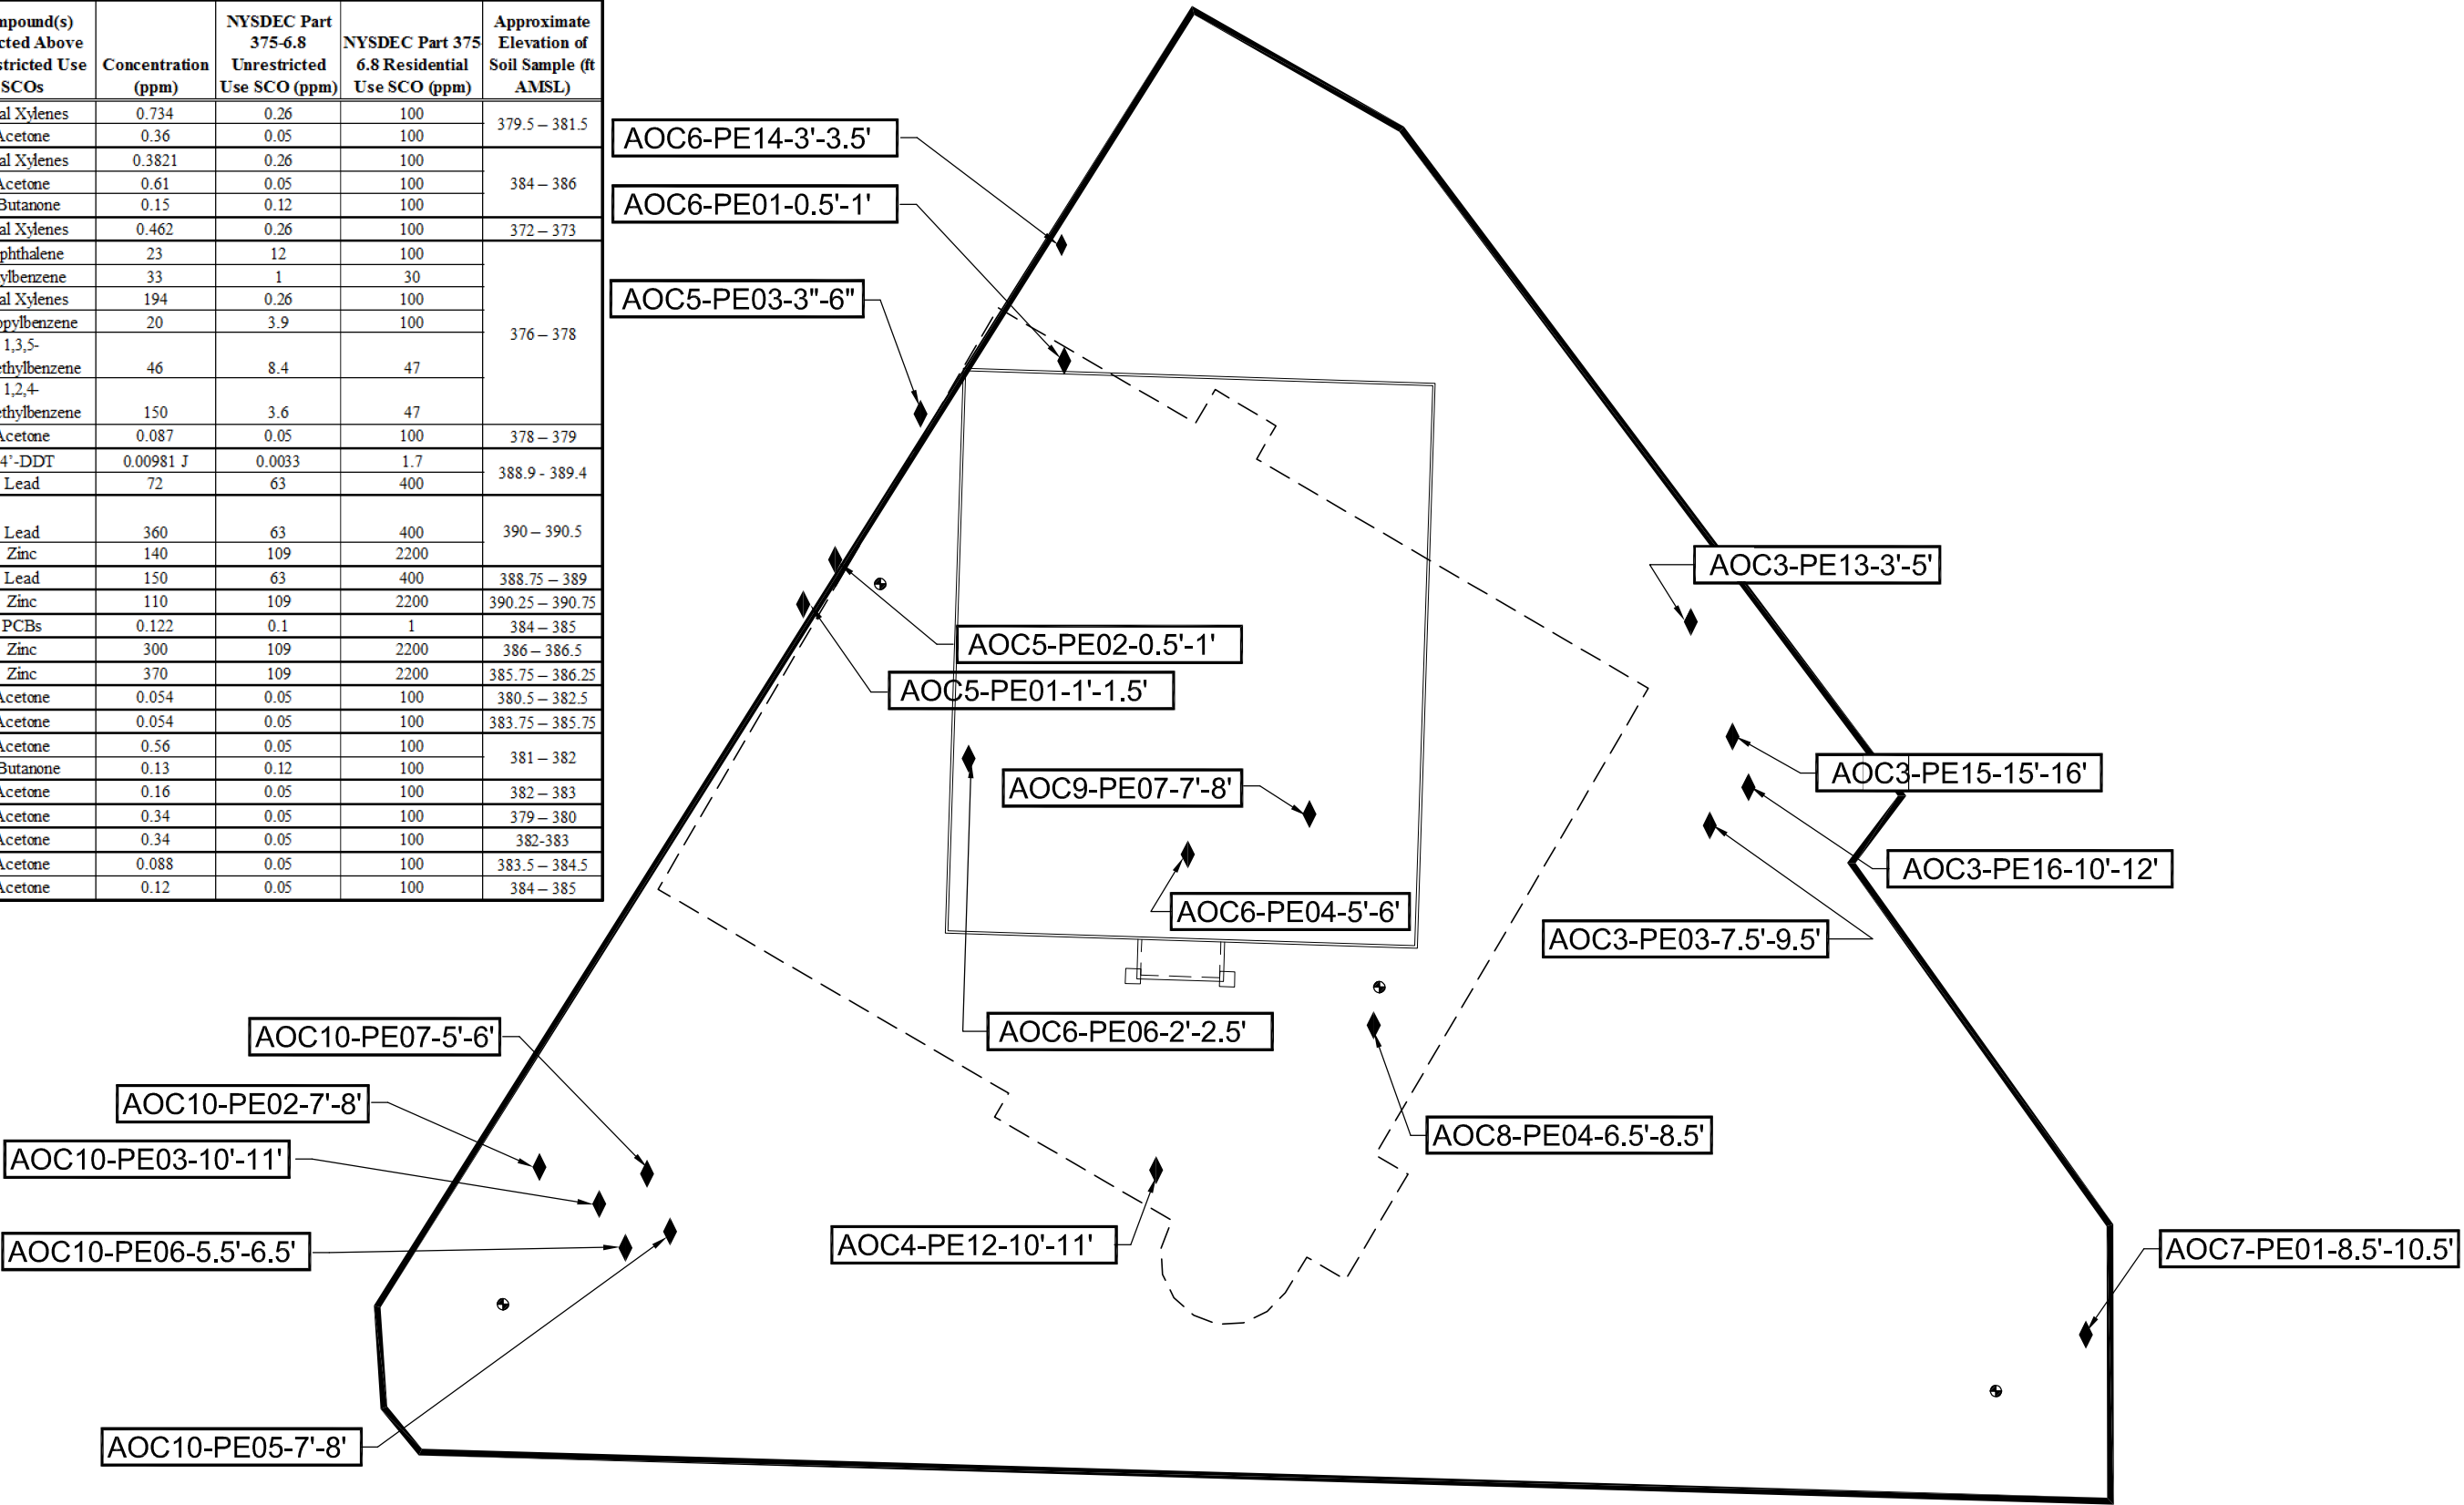 mpound(s)
cted Above
stricted Use
SCOs
Concentration
(ppm)
NYSDEC Part
375-6.8
Unrestricted
Use SCO (ppm)
NYSDEC Part 375-
6.8 Residential
Use SCO (ppm)
Approximate
Elevation of
Soil Sample (ft
AMSL)
al Xylenes 0.734 0.26 100 379.5 – 381.5
Acetone 0.36 0.05 100
al Xylenes 0.3821 0.26 100
Acetone 0.61 0.05 100 384 – 386
Butanone 0.15 0.12 100
al Xylenes 0.462 0.26 100 372 – 373
phthalene 23 12 100
ylbenzene 33 1 30
al Xylenes 194 0.26 100
opylbenzene 20 3.9 100 376 – 378
1,3,5-
ethylbenzene 46 8.4 47
1,2,4-
ethylbenzene 150 3.6 47
Acetone 0.087 0.05 100 378 – 379
4'-DDT 0.00981 J 0.0033 1.7 388.9 - 389.4
Lead 72 63 400
Lead 360 63 400 390 – 390.5
Zinc 140 109 2200
Lead 150 63 400 388.75 – 389
Zinc 110 109 2200 390.25 – 390.75
PCBs 0.122 0.1 1 384 – 385
Zinc 300 109 2200 386 – 386.5
Zinc 370 109 2200 385.75 – 386.25
Acetone 0.054 0.05 100 380.5 – 382.5
Acetone 0.054 0.05 100 383.75 – 385.75
Acetone 0.56 0.05 100 381 – 382
Butanone 0.13 0.12 100
Acetone 0.16 0.05 100 382 – 383
Acetone 0.34 0.05 100 379 – 380
Acetone 0.34 0.05 100 382-383
Acetone 0.088 0.05 100 383.5 – 384.5
Acetone 0.12 0.05 100 384 – 385
AOC6-PE14-3'-3.5'
AOC6-PE01-0.5'-1'
AOC5-PE03-3"-6"
AOC3-PE13-3'-5'
AOC5-PE02-0.5'-1'
AOC5-PE01-1'-1.5'
AOC3-PE15-15'-16'
AOC9-PE07-7'-8'
AOC3-PE16-10'-12'
AOC6-PE04-5'-6'
AOC3-PE03-7.5'-9.5'
AOC6-PE06-2'-2.5'
AOC10-PE07-5'-6'
AOC10-PE02-7'-8'
AOC8-PE04-6.5'-8.5'
AOC10-PE03-10'-11'
AOC4-PE12-10'-11'
AOC10-PE06-5.5'-6.5'
AOC7-PE01-8.5'-10.5'
AOC10-PE05-7'-8'